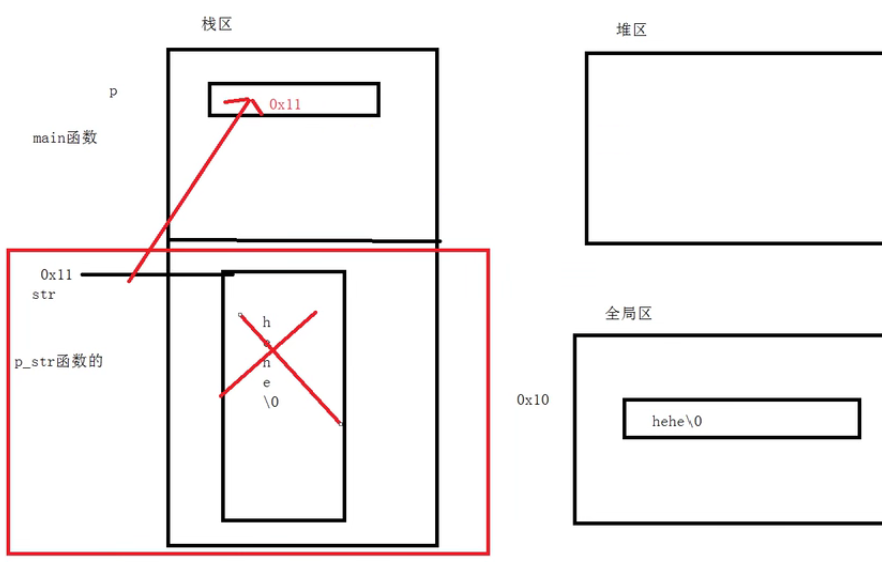 栈区
堆区
p
0x11
main函数
0x11
str
全局区
h
e
h
p_str函数的
e
\0
0x10
hehe\0